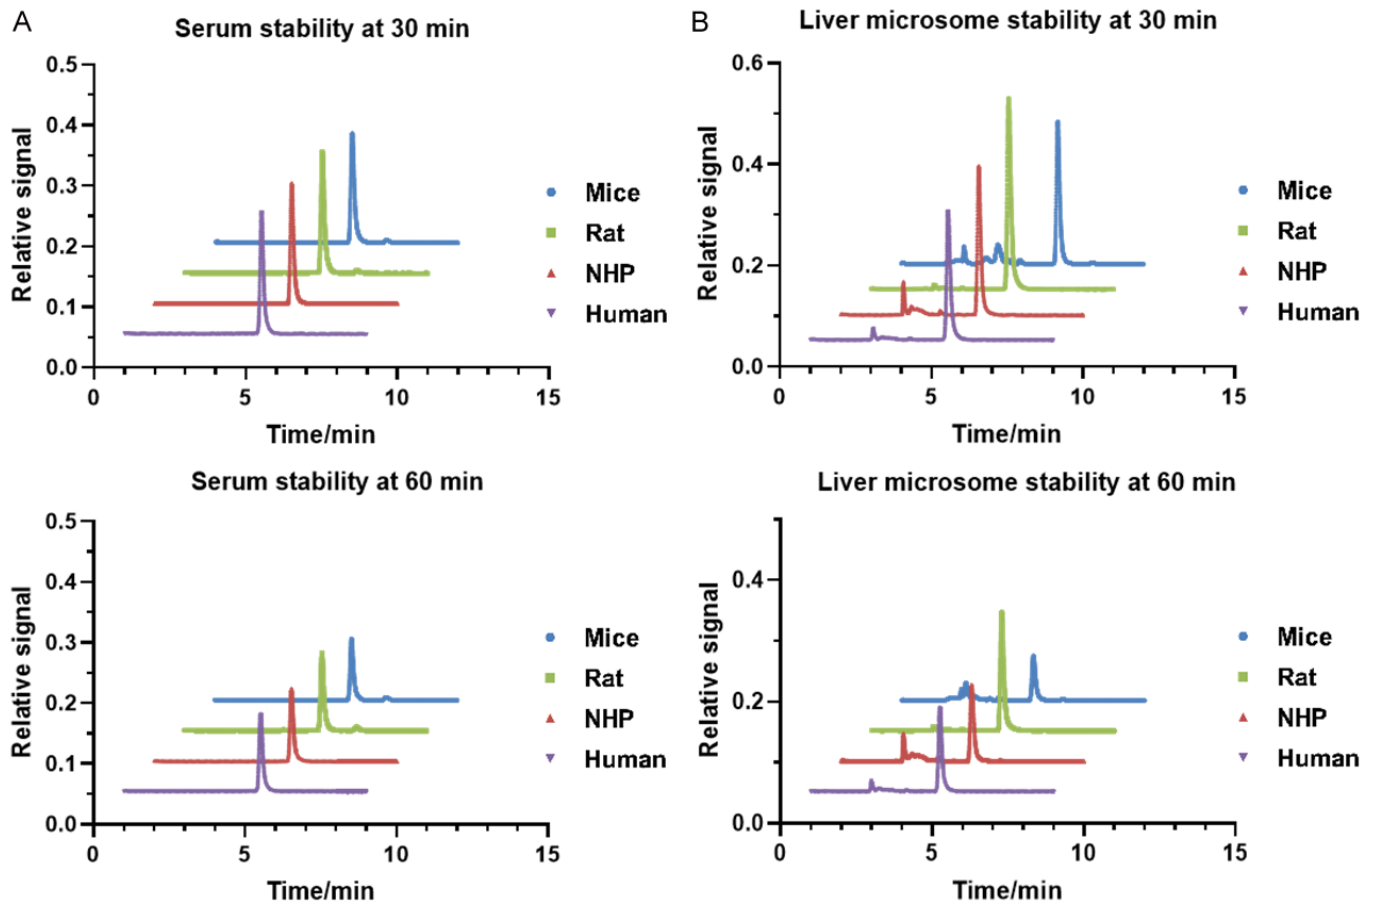 A
Serum stability at 30 min
0.5
0.4
0.3
0.2
0.1
0.0
Relative signal
0 5 10 15
Time/min
Mice
Rat
NHP
Human
B
Liver microsome stability at 30 min
0.6
0.4
0.2
0.0
Relative signal
0 5 10 15
Time/min
Mice
Rat
NHP
Human
Serum stability at 60 min
0.5
0.4
0.3
0.2
0.1
0.0
Relative signal
0 5 10 15
Time/min
Mice
Rat
NHP
Human
Liver microsome stability at 60 min
0.4
0.2
0.0
Relative signal
0 5 10 15
Time/min
Mice
Rat
NHP
Human